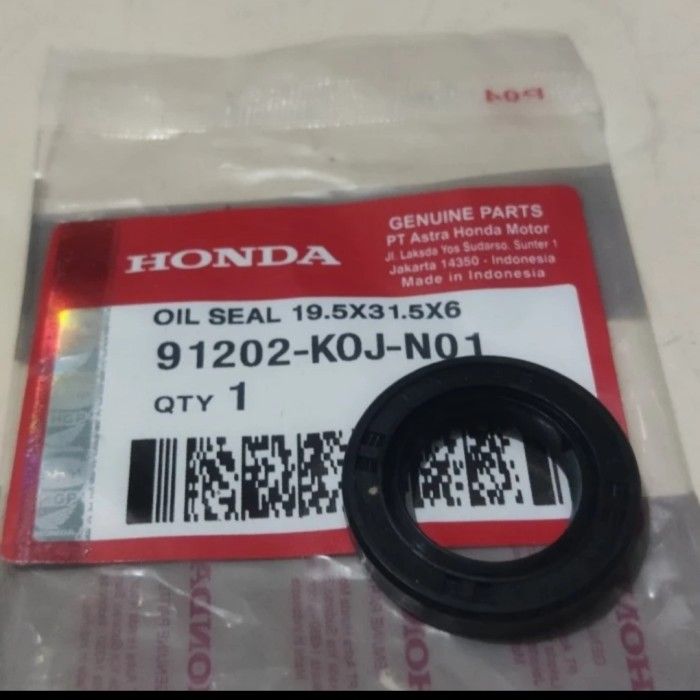 GENUINE PARTS
PT Astra Honda Motor
Jl. Laksda Yos Sudarso. Sunter 1
Jakarta 14350 - Indonesia
Made in Indonesia
HONDA
OIL SEAL 19.5X31.5X6
91202-K0J-N01
QTY 1